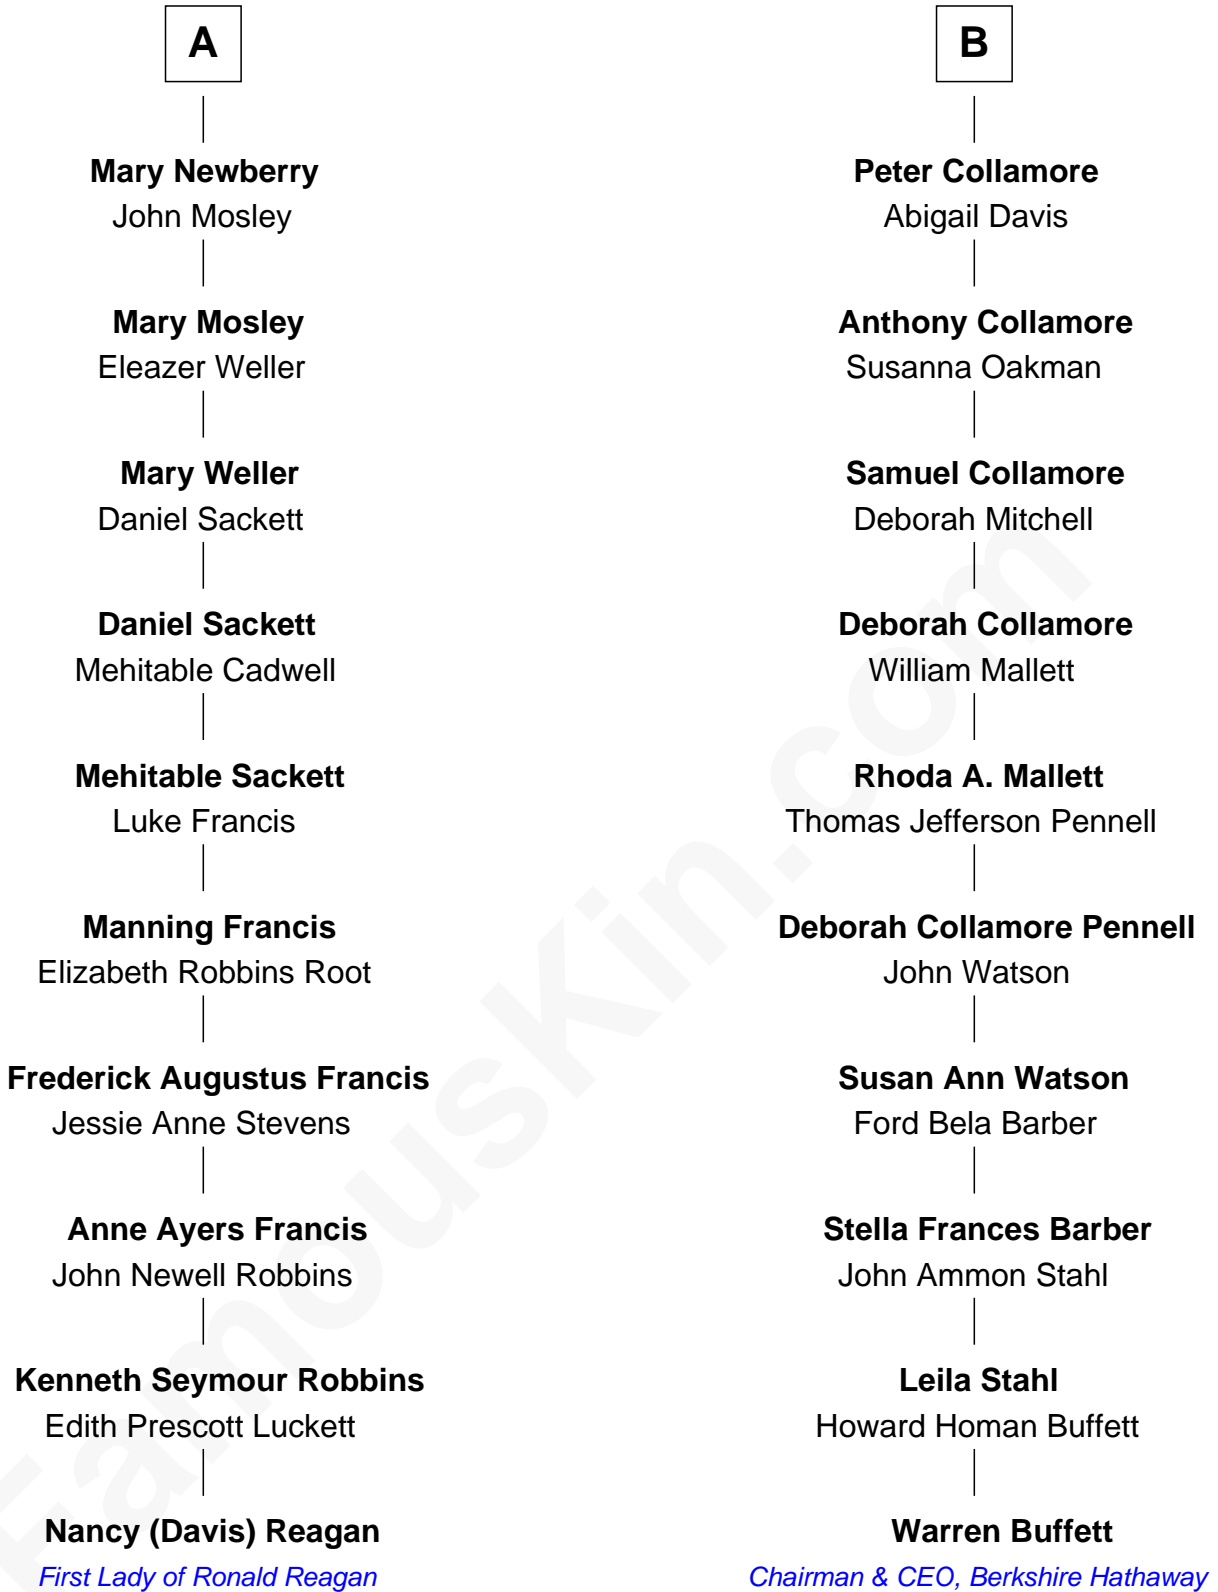 A
Mary Newberry
John Mosley
Mary Mosley
Eleazer Weller
Mary Weller
Daniel Sackett
Daniel Sackett
Mehitable Cadwell
Mehitable Sackett
Luke Francis
Manning Francis
Elizabeth Robbins Root
Frederick Augustus Francis
Jessie Anne Stevens
Anne Ayers Francis
John Newell Robbins
Kenneth Seymour Robbins
Edith Prescott Luckett
Nancy (Davis) Reagan
First Lady of Ronald Reagan
B
Peter Collamore
Abigail Davis
Anthony Collamore
Susanna Oakman
Samuel Collamore
Deborah Mitchell
Deborah Collamore
William Mallett
Rhoda A. Mallett
Thomas Jefferson Pennell
Deborah Collamore Pennell
John Watson
Susan Ann Watson
Ford Bela Barber
Stella Frances Barber
John Ammon Stahl
Leila Stahl
Howard Homan Buffett
Warren Buffett
Chairman & CEO, Berkshire Hathaway
FamousKin.com